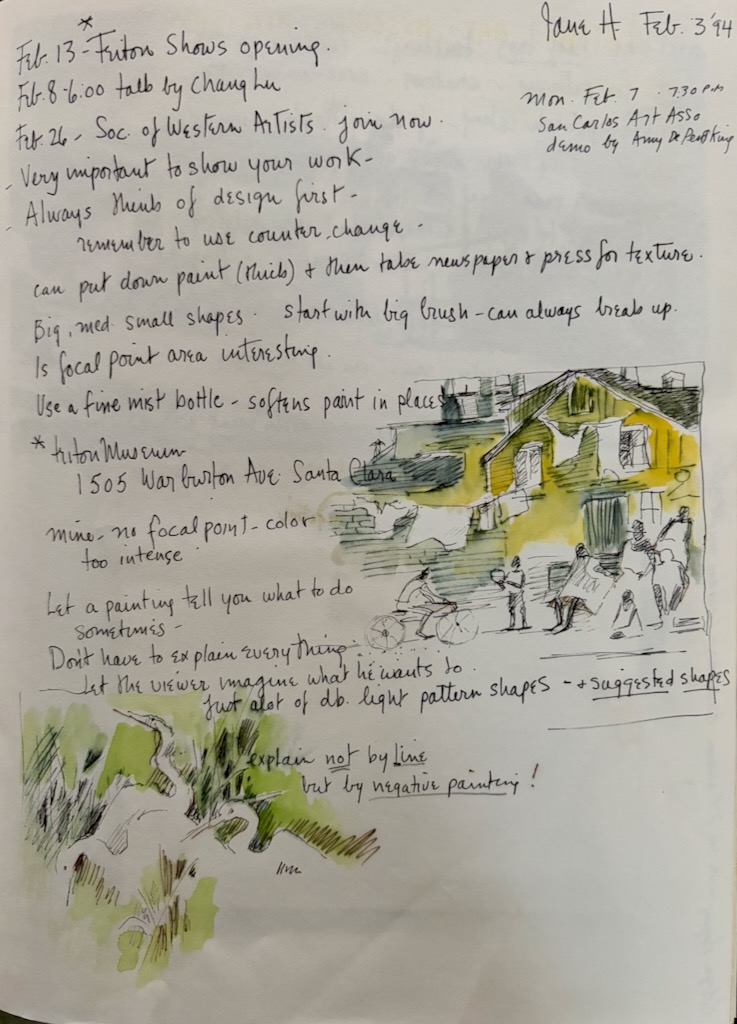 Jane H Feb. 3 '94
*
Feb. 13 - Triton Shows opening.
Feb. 8 - 6:00 talk by Chang Lu
Feb. 26 - Soc. of Western Artists. join now.
Mon. Feb. 7 . 7:30 PM
San Carlos Art Asso
demo by Amy
- Very important to show your work -
- Always think of design first -
remember to use counter-change -
can put down paint (thick) & then take newspaper & press for texture.
Big, med. small shapes. start with big brush - can always break up.
Is focal point area interesting.
Use a fine mist bottle - softens paint in places
* Triton Museum
1505 Warburton Ave. Santa Clara
mine - no focal point - color
too intense
Let a painting tell you what to do
sometimes -
Don't have to explain everything.
Let the viewer imagine what he wants to.
Just alot of dk. light pattern shapes - & suggested shapes
explain not by line
but by negative painting!